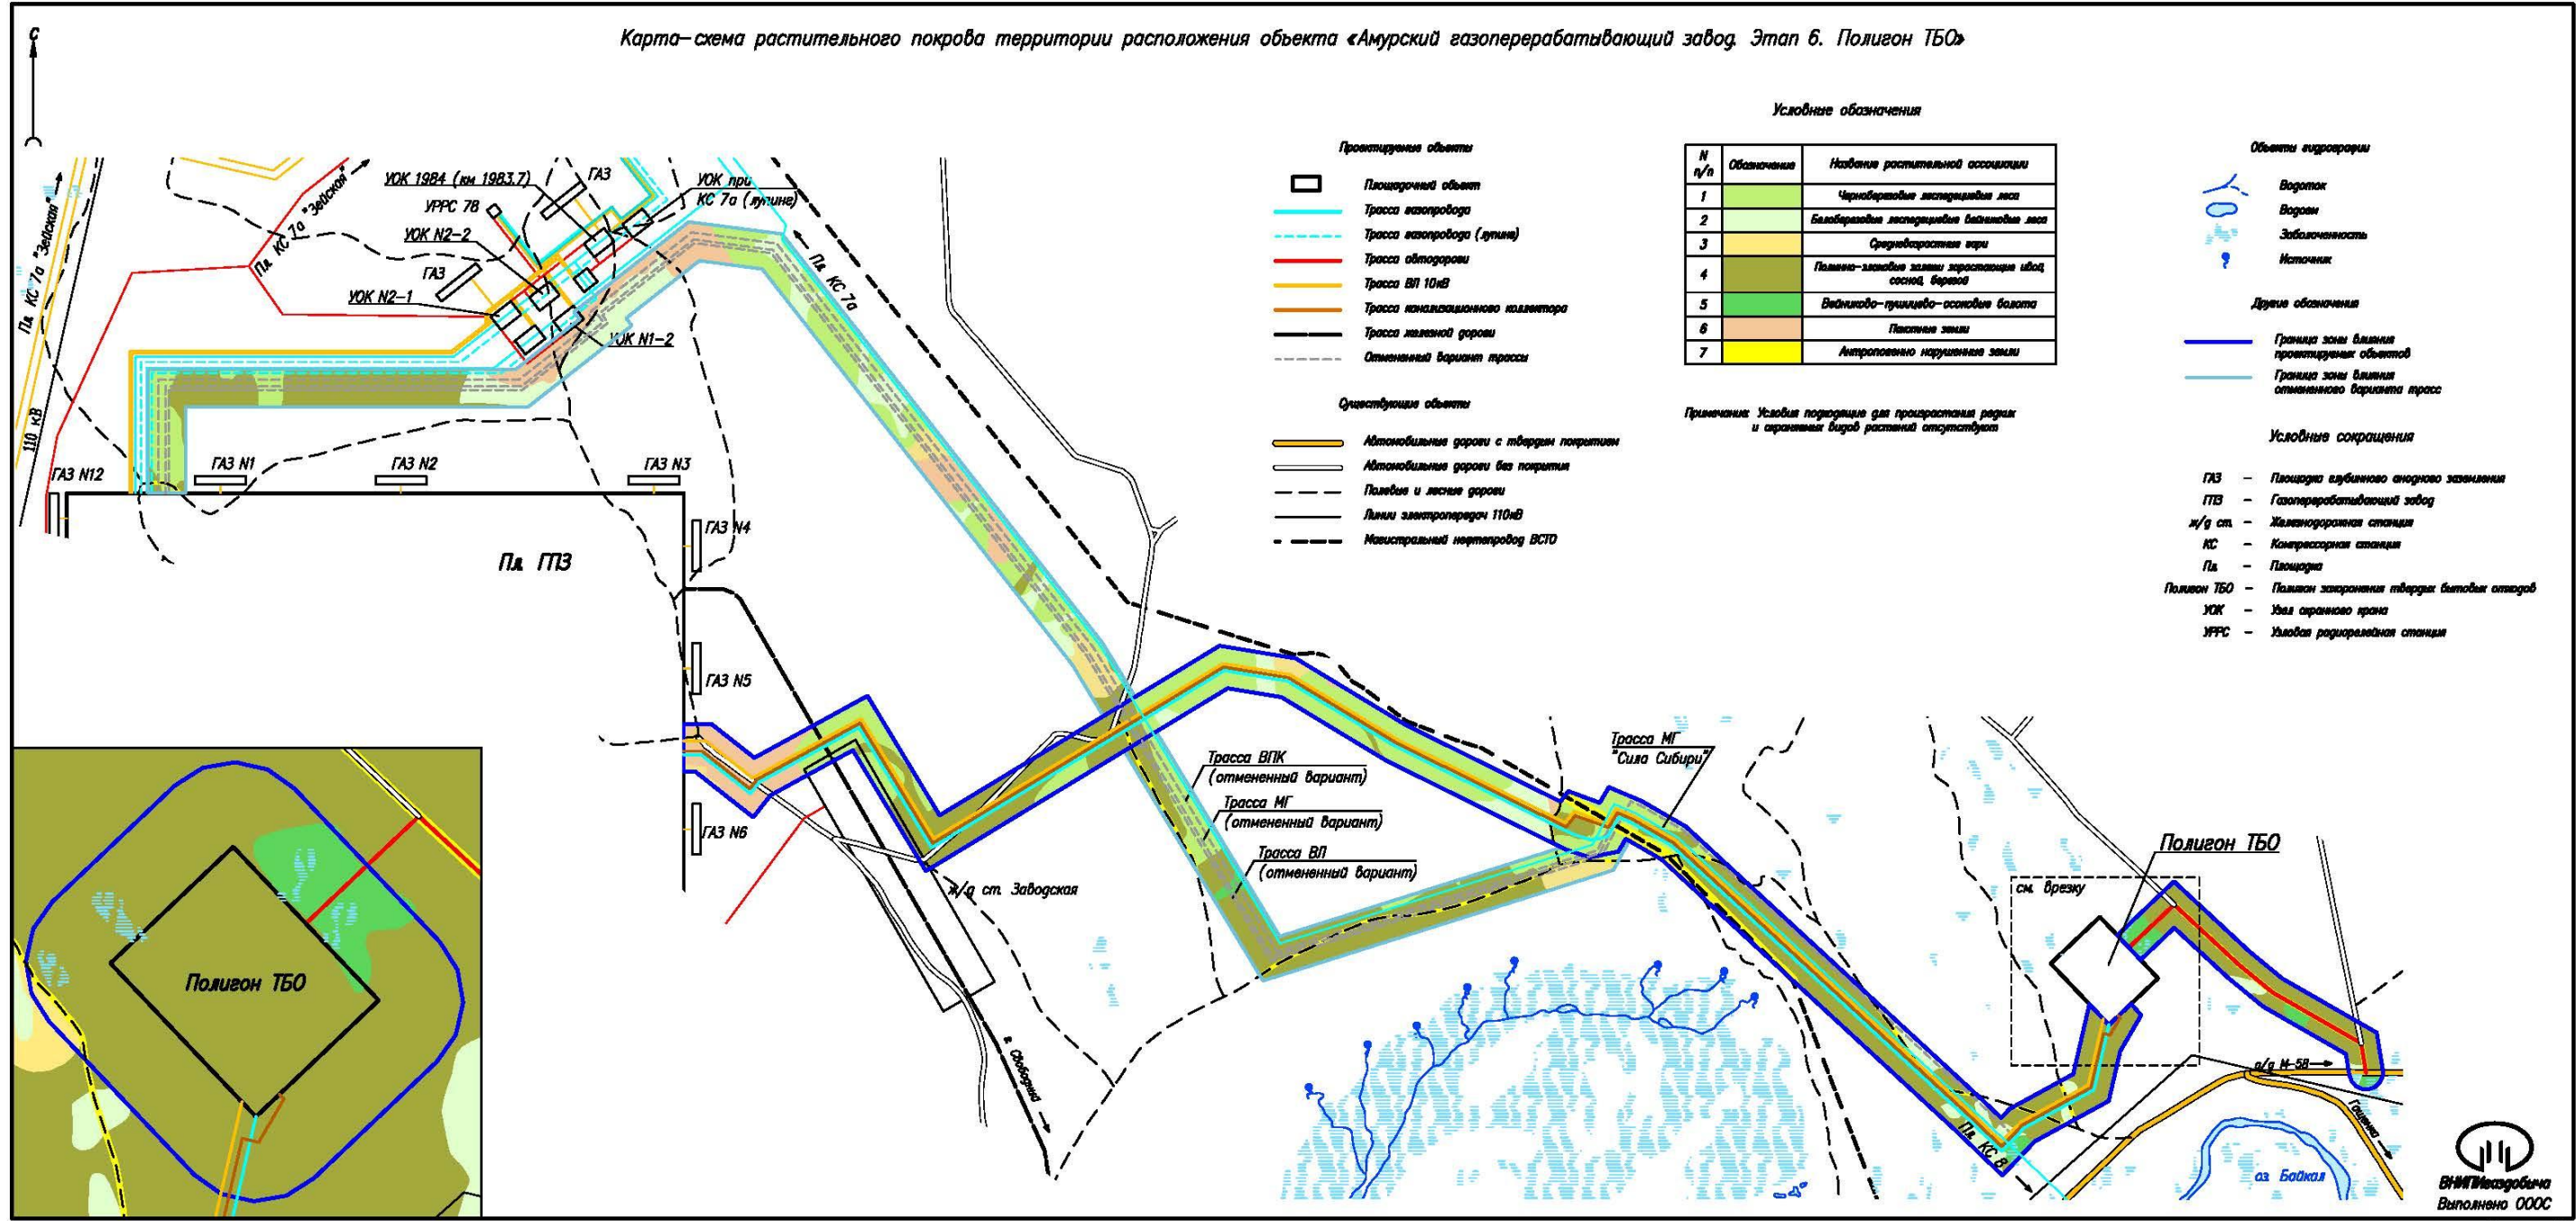 Карта-схема растительного покрова территории расположения объекта «Амурский газоперерабатывающий завод. Этап 6. Полигон ТБО»
С
Условные обозначения
Проектируемые объекты
Площадочный объект
Трасса газопровода
Трасса газопровода (лупинг)
Трасса автодороги
Трасса ВЛ 10кВ
Трасса канализационного коллектора
Трасса железной дороги
Отмененный вариант трассы
Существующие объекты
Автомобильные дороги с твердым покрытием
Автомобильные дороги без покрытия
Полевые и лесные дороги
Линии электропередач 110кВ
Магистральный нефтепровод ВСТО
N п/п
Обозначение
Название растительной ассоциации
1 Черноберезовые леспедецевые леса
2 Белоберезовые леспедецевые вейниковые леса
3 Средневозрастные гари
4 Полынно-злаковые залежи зарастающие ивой,
сосной, березой
5 Вейниково-пушицево-осоковые болота
6 Пахотные земли
7 Антропогенно нарушенные земли
Примечание: Условия подходящие для произрастания редких
и охраняемых видов растений отсутствуют
Объекты гидрографии
Водоток
Водоем
Заболоченность
Источник
Другие обозначения
Граница зоны влияния
проектируемых объектов
Граница зоны влияния
отмененного варианта трасс
Условные сокращения
ГАЗ – Площадка глубинного анодного заземления
ГПЗ – Газоперерабатывающий завод
ж/д ст. – Железнодорожная станция
КС – Компрессорная станция
Пл. – Площадка
Полигон ТБО – Полигон захоронения твердых бытовых отходов
УОК – Узел охранного крана
УРРС – Узловая радиорелейная станция
Пл. КС 7а "Зейская"
Пл. КС 7а "Зейская"
110 кВ
УОК 1984 (км 1983.7)
ГАЗ
УОК при
КС 7а (лупинг)
УРРС 78
УОК N2-2
ГАЗ
УОК N2-1
УОК N1-2
Пл. КС 7а
ГАЗ N12
ГАЗ N1
ГАЗ N2
ГАЗ N3
ГАЗ N4
Пл. ГПЗ
ГАЗ N5
ГАЗ N6
Трасса ВПК
(отмененный вариант)
Трасса МГ
(отмененный вариант)
Трасса ВЛ
(отмененный вариант)
Трасса МГ
"Сила Сибири"
ж/д ст. Заводская
г. Свободный
Полигон ТБО
см. врезку
Полигон ТБО
а/д М-58
Гащенка
Пл. КС 8
оз. Байкал
ВНИПИгаздобыча
Выполнено ОООС